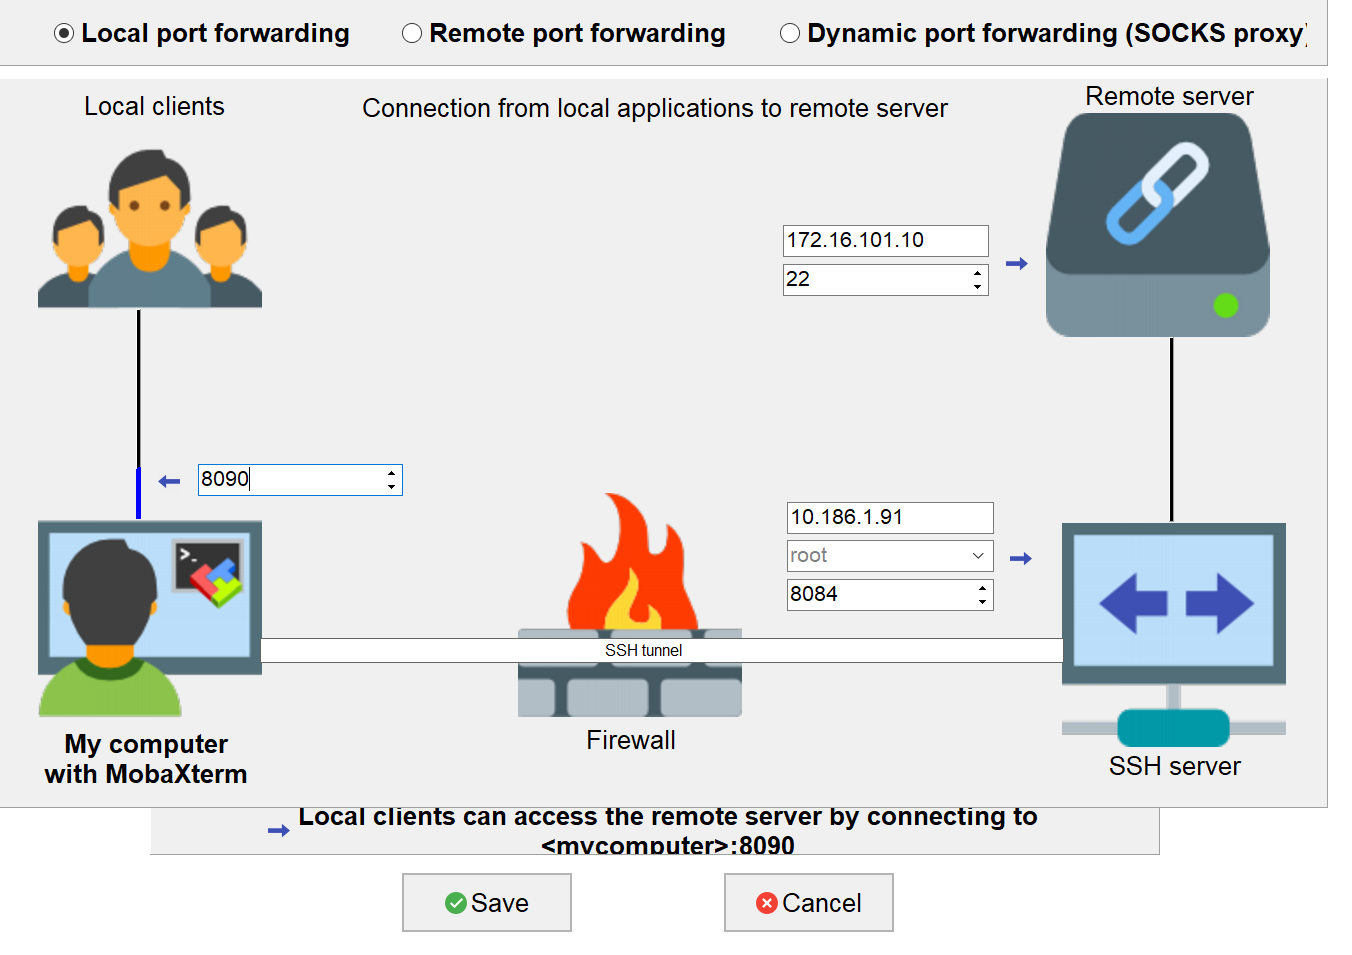 Local port forwarding
Remote port forwarding
Dynamic port forwarding (SOCKS proxy)
Local clients
Connection from local applications to remote server
Remote server
172.16.101.10
22
8090
10.186.1.91
root
8084
>_
SSH tunnel
Firewall
My computer
with MobaXterm
SSH server
Local clients can access the remote server by connecting to
<mycomputer>:8090
Save
Cancel